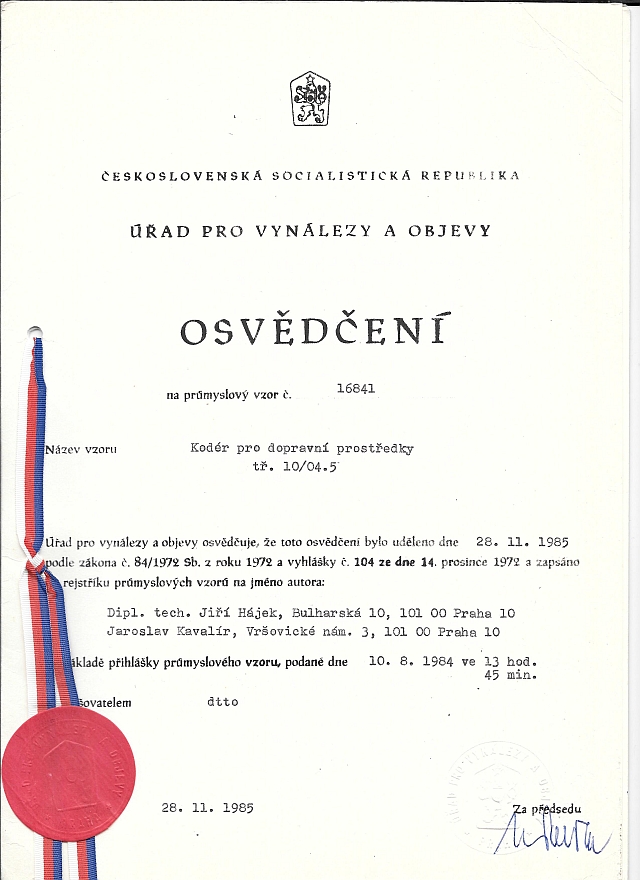 ČESKOSLOVENSKÁ SOCIALISTICKÁ REPUBLIKA
ÚŘAD PRO VYNÁLEZY A OBJEVY
OSVĚDČENÍ
na průmyslový vzor č. 16841
Název vzoru Kodér pro dopravní prostředky
tř. 10/04.5
Úřad pro vynálezy a objevy osvědčuje, že toto osvědčení bylo uděleno dne 28. 11. 1985
podle zákona č. 84/1972 Sb. z roku 1972 a vyhlášky č. 104 ze dne 14. prosince 1972 a zapsáno
rejstříku průmyslových vzorů na jméno autora:
Dipl. tech. Jiří Hájek, Bulharská 10, 101 00 Praha 10
Jaroslav Kavalír, Vršovické nám. 3, 101 00 Praha 10
ákladě přihlášky průmyslového vzoru, podané dne 10. 8. 1984 ve 13 hod.
45 min.
šovatelem dtto
28. 11. 1985
Za předsedu